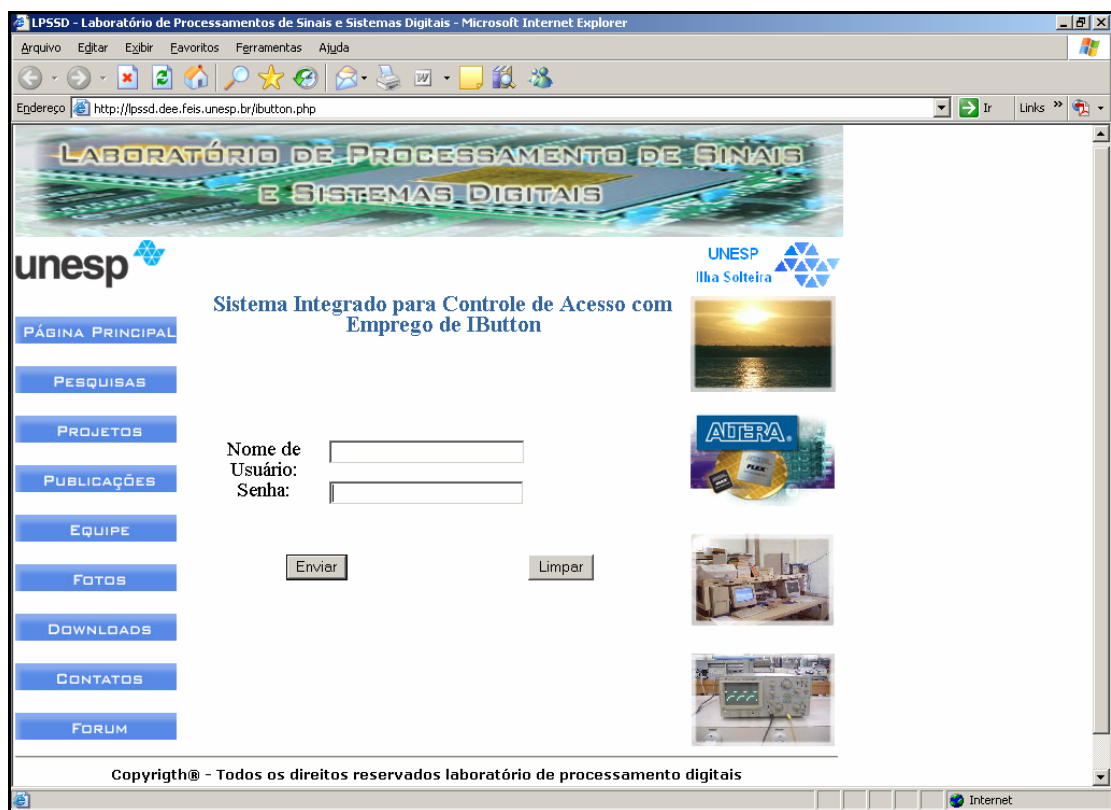 LPSSD - Laboratório de Processamentos de Sinais e Sistemas Digitais - Microsoft Internet Explorer
Arquivo Editar Exibir Favoritos Ferramentas Ajuda
Endereço http://lpssd.dee.feis.unesp.br/ibutton.php Ir Links »
LABORATÓRIO DE PROCESSAMENTO DE SINAIS
E SISTEMAS DIGITAIS
unesp
UNESP
Ilha Solteira
Sistema Integrado para Controle de Acesso com
Emprego de IButton
PÁGINA PRINCIPAL
PESQUISAS
PROJETOS
PUBLICAÇÕES
EQUIPE
FOTOS
DOWNLOADS
CONTATOS
FORUM
Nome de
Usuário:
Senha:
Enviar Limpar
ALTERA
FLEX
Copyrigth® - Todos os direitos reservados laboratório de processamento digitais
Internet